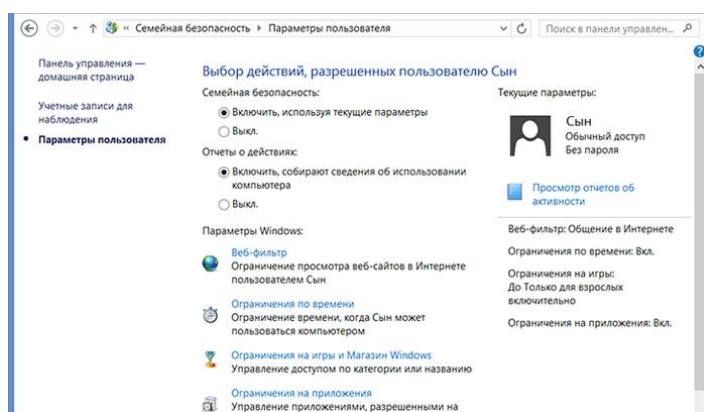 « Семейная безопасность ▸ Параметры пользователя
Поиск в панели управлен...
Панель управления —
домашняя страница
Учетные записи для
наблюдения
• Параметры пользователя
Выбор действий, разрешенных пользователю Сын
Семейная безопасность:
Включить, используя текущие параметры
Выкл.
Отчеты о действиях:
Включить, собирают сведения об использовании
компьютера
Выкл.
Параметры Windows:
Веб-фильтр
Ограничение просмотра веб-сайтов в Интернете
пользователем Сын
Ограничения по времени
Ограничение времени, когда Сын может
пользоваться компьютером
Ограничения на игры и Магазин Windows
Управление доступом по категории или названию
Ограничения на приложения
Управление приложениями, разрешенными на
Текущие параметры:
Сын
Обычный доступ
Без пароля
Просмотр отчетов об
активности
Веб-фильтр: Общение в Интернете
Ограничения по времени: Вкл.
Ограничения на игры:
До Только для взрослых
включительно
Ограничения на приложения: Вкл.